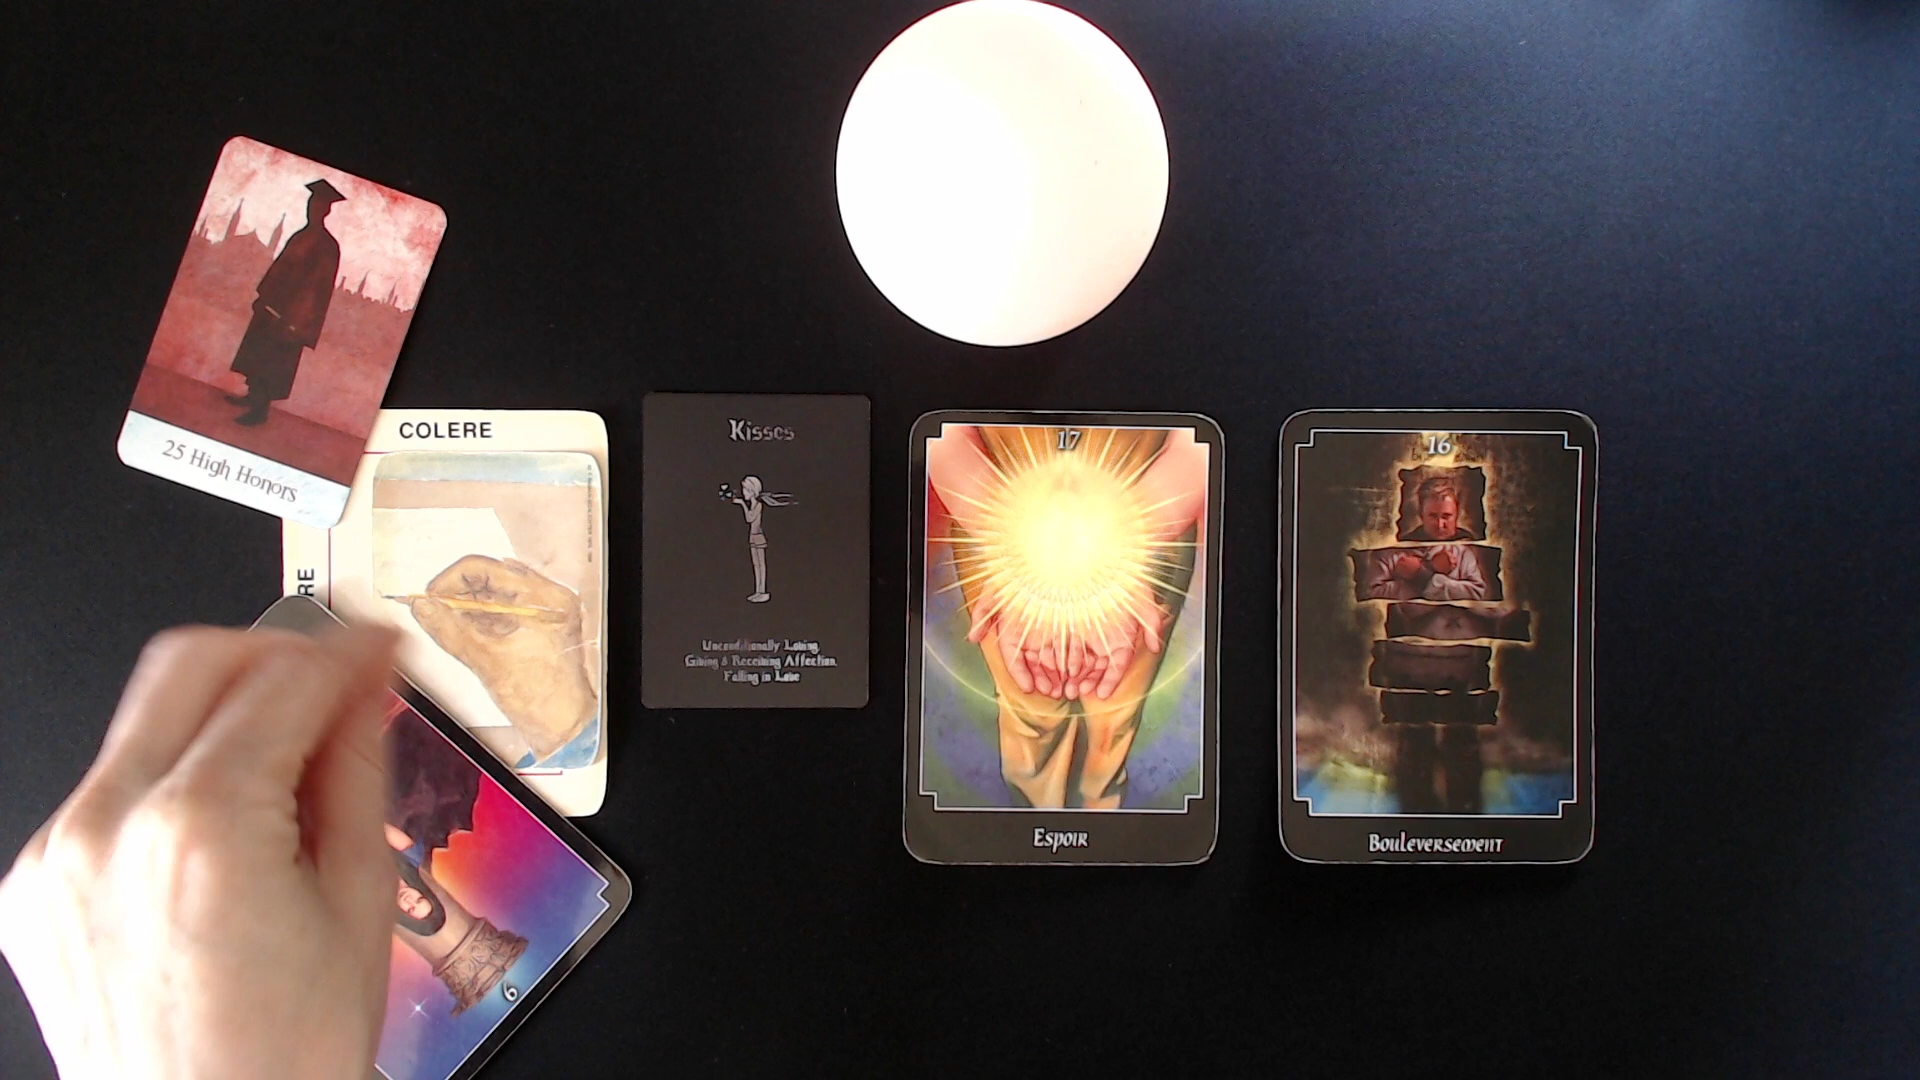 25 High Honors
COLERE
RE
Kisses
Unconditionally Loving,
Giving & Receiving Affection,
Falling in Love
17
Espoir
16
Bouleversement
6